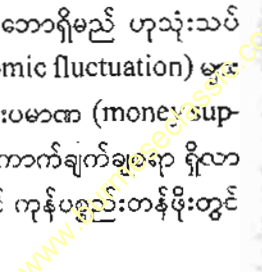 ဘောရှိမည် ဟုသုံးသပ်
mic fluctuation) များ
းပမာဏ (money sup-
ကောက်ချက်ချစရာ ရှိလာ
ကုန်ပစ္စည်းတန်ဖိုးတွင်